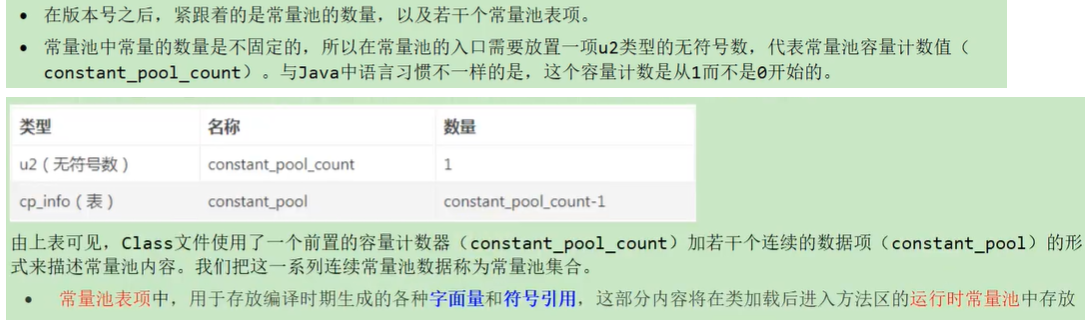 • 在版本号之后，紧跟着的是常量池的数量，以及若干个常量池表项。
• 常量池中常量的数量是不固定的，所以在常量池的入口需要放置一项u2类型的无符号数，代表常量池容量计数值（
constant_pool_count）。与Java中语言习惯不一样的是，这个容量计数是从1而不是0开始的。
类型 名称 数量
u2（无符号数） constant_pool_count 1
cp_info（表） constant_pool constant_pool_count-1
由上表可见，Class文件使用了一个前置的容量计数器（constant_pool_count）加若干个连续的数据项（constant_pool）的形
式来描述常量池内容。我们把这一系列连续常量池数据称为常量池集合。
• 常量池表项中，用于存放编译时期生成的各种字面量和符号引用，这部分内容将在类加载后进入方法区的运行时常量池中存放